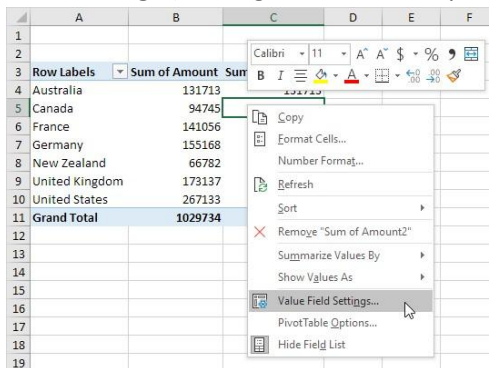 A B C D E F
1
2
Calibri 11 A^ A˅ $ % 9
3 Row Labels Sum of Amount Sum B I A .00
4 Australia 131713 131713
5 Canada 94745
Copy
6 France 141056
Format Cells...
7 Germany 155168
Number Format...
8 New Zealand 66782
Refresh
9 United Kingdom 173137
Sort
10 United States 267133
11 Grand Total 1029734
Remove "Sum of Amount2"
12
13
Summarize Values By
14
Show Values As
15
Value Field Settings...
16
PivotTable Options...
17
18
Hide Field List
19